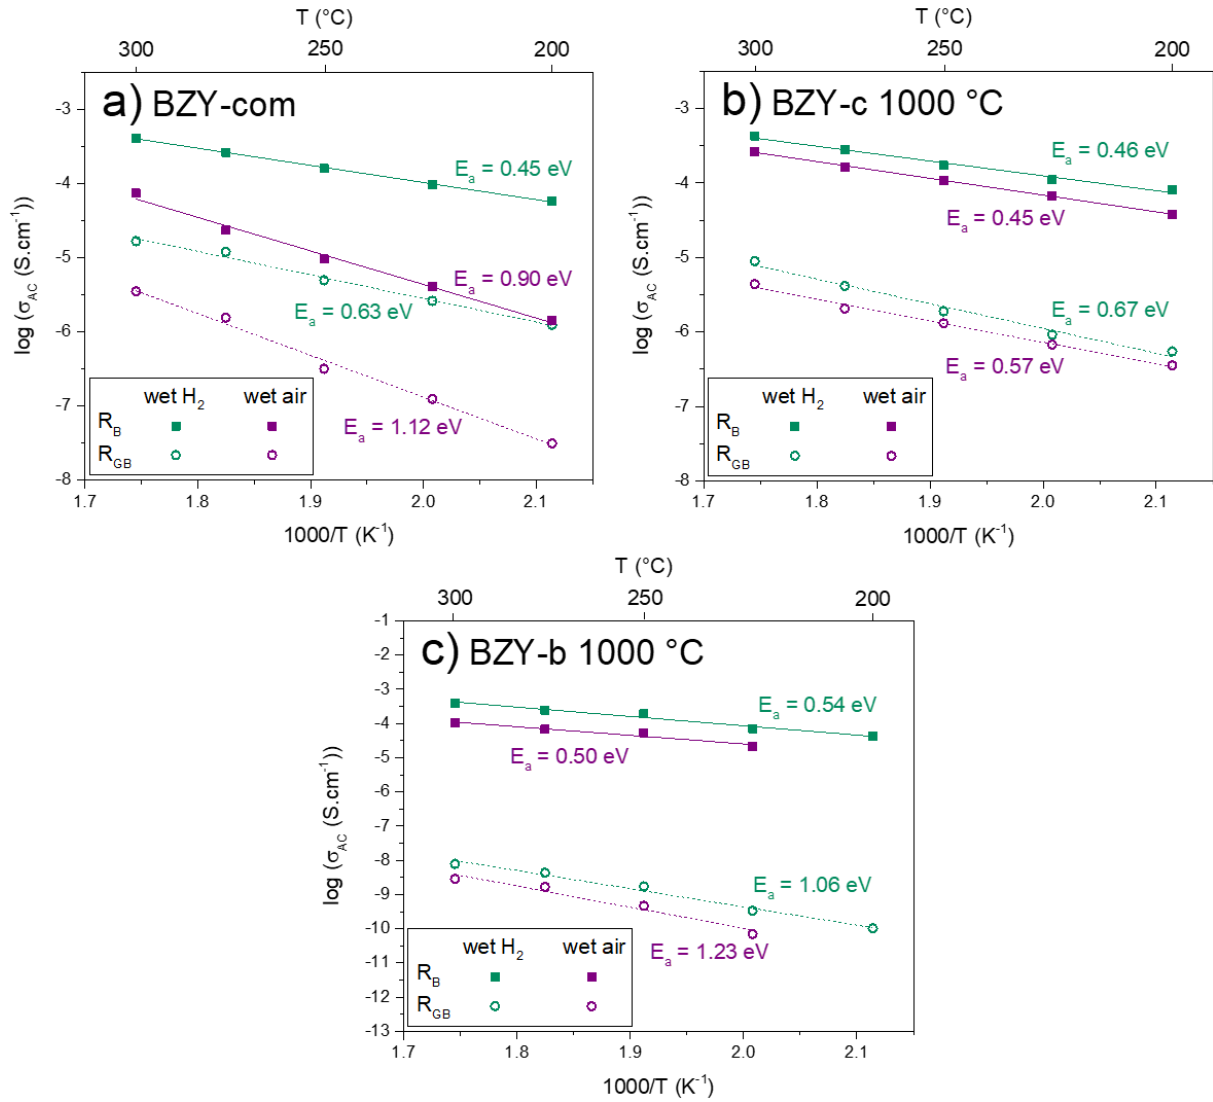 T (°C)
300 250 200
a) BZY-com
-3
-4
-5
-6
-7
-8
log (σAC (S.cm-1))
Ea = 0.45 eV
Ea = 0.90 eV
Ea = 0.63 eV
Ea = 1.12 eV
wet H2 wet air
RB
RGB
1.7 1.8 1.9 2.0 2.1
1000/T (K-1)
T (°C)
300 250 200
b) BZY-c 1000 °C
-3
-4
-5
-6
-7
-8
log (σAC (S.cm-1))
Ea = 0.46 eV
Ea = 0.45 eV
Ea = 0.67 eV
Ea = 0.57 eV
wet H2 wet air
RB
RGB
1.7 1.8 1.9 2.0 2.1
1000/T (K-1)
T (°C)
300 250 200
c) BZY-b 1000 °C
-1
-2
-3
-4
-5
-6
-7
-8
-9
-10
-11
-12
-13
log (σAC (S.cm-1))
Ea = 0.54 eV
Ea = 0.50 eV
Ea = 1.06 eV
Ea = 1.23 eV
wet H2 wet air
RB
RGB
1.7 1.8 1.9 2.0 2.1
1000/T (K-1)